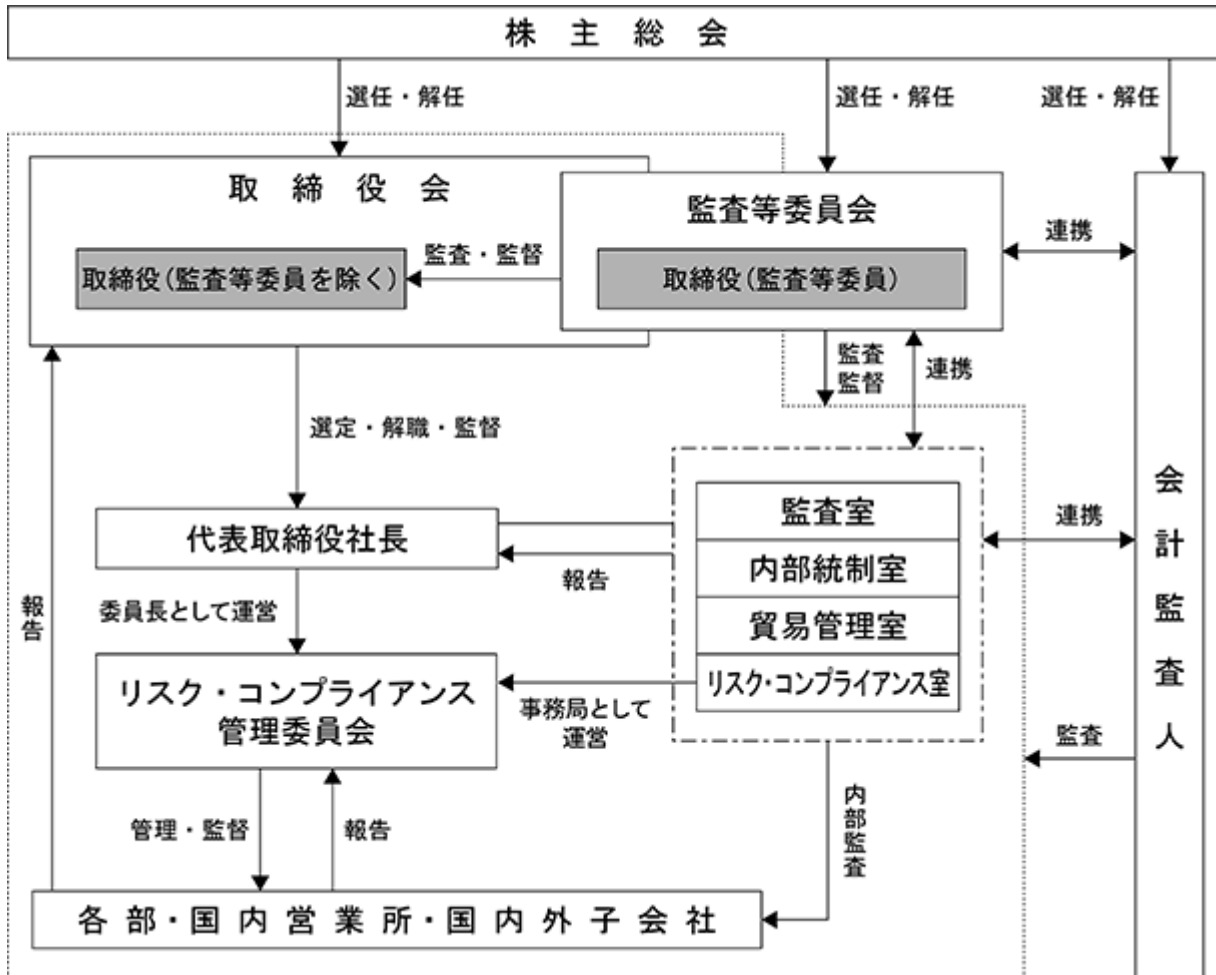 株主総会
選任・解任
選任・解任
選任・解任
取締役会
監査等委員会
取締役(監査等委員を除く)
監査・監督
取締役(監査等委員)
連携
監査
監督
連携
選定・解職・監督
監査室
内部統制室
貿易管理室
リスク・コンプライアンス室
代表取締役社長
報告
連携
会計監査人
報告
委員長として運営
リスク・コンプライアンス
管理委員会
事務局として
運営
監査
管理・監督
報告
内部監査
各部・国内営業所・国内外子会社